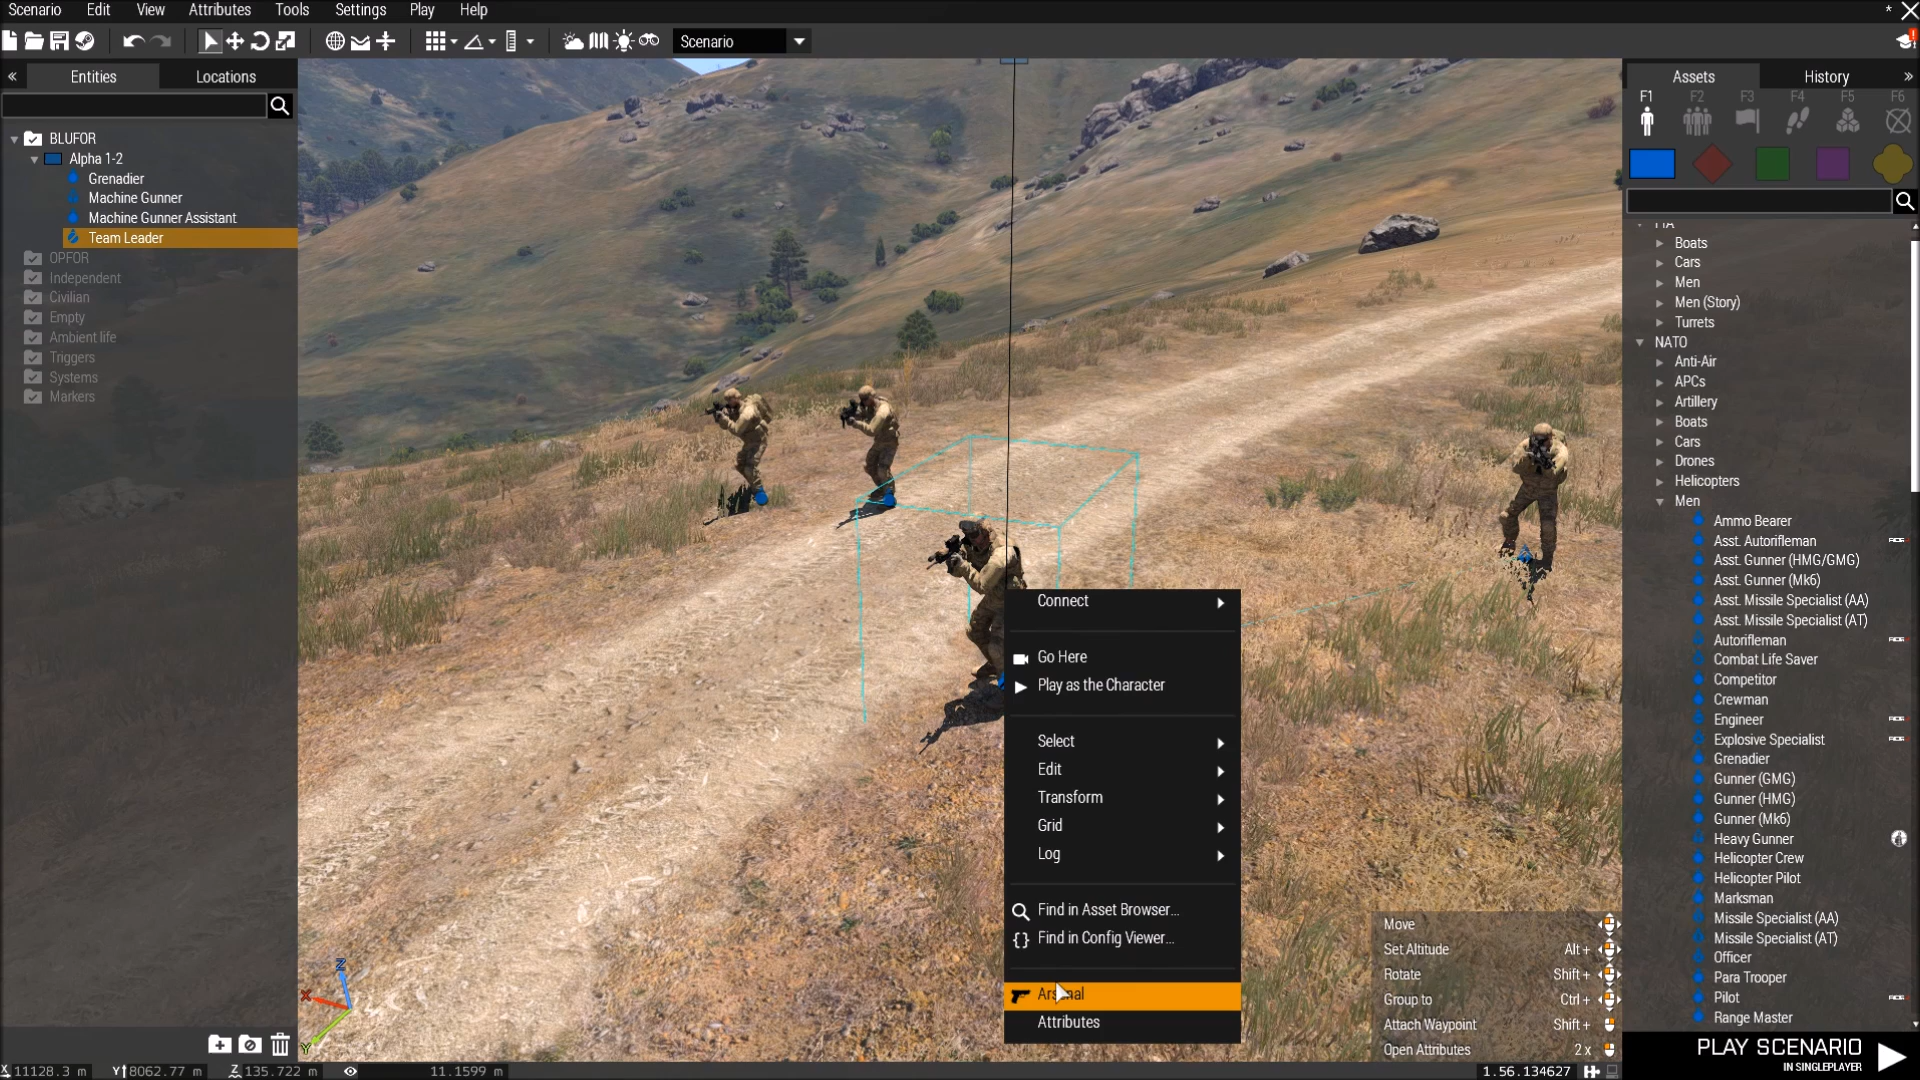 Scenario Edit View Attributes Tools Settings Play Help
Scenario
Entities Locations
BLUFOR
Alpha 1-2
Grenadier
Machine Gunner
Machine Gunner Assistant
Team Leader
OPFOR
Independent
Civilian
Empty
Ambient life
Triggers
Systems
Markers
Connect
Go Here
Play as the Character
Select
Edit
Transform
Grid
Log
Find in Asset Browser...
Find in Config Viewer...
Attributes
Move
Set Altitude Alt +
Rotate Shift +
Group to Ctrl +
Attach Waypoint Shift +
Open Attributes 2 x
Z
X
Y
Assets History
F1 F2 F3 F4 F5 F6
Boats
Cars
Men
Men (Story)
Turrets
NATO
Anti-Air
APCs
Artillery
Boats
Cars
Drones
Helicopters
Men
Ammo Bearer
Asst. Autorifleman
Asst. Gunner (HMG/GMG)
Asst. Gunner (Mk6)
Asst. Missile Specialist (AA)
Asst. Missile Specialist (AT)
Autorifleman
Combat Life Saver
Competitor
Crewman
Engineer
Explosive Specialist
Grenadier
Gunner (GMG)
Gunner (HMG)
Gunner (Mk6)
Heavy Gunner
Helicopter Crew
Helicopter Pilot
Marksman
Missile Specialist (AA)
Missile Specialist (AT)
Officer
Para Trooper
Pilot
Range Master
PLAY SCENARIO
IN SINGLEPLAYER
X 11128.3 m Y 8062.77 m Z 135.722 m 11.1599 m 1.56.134627